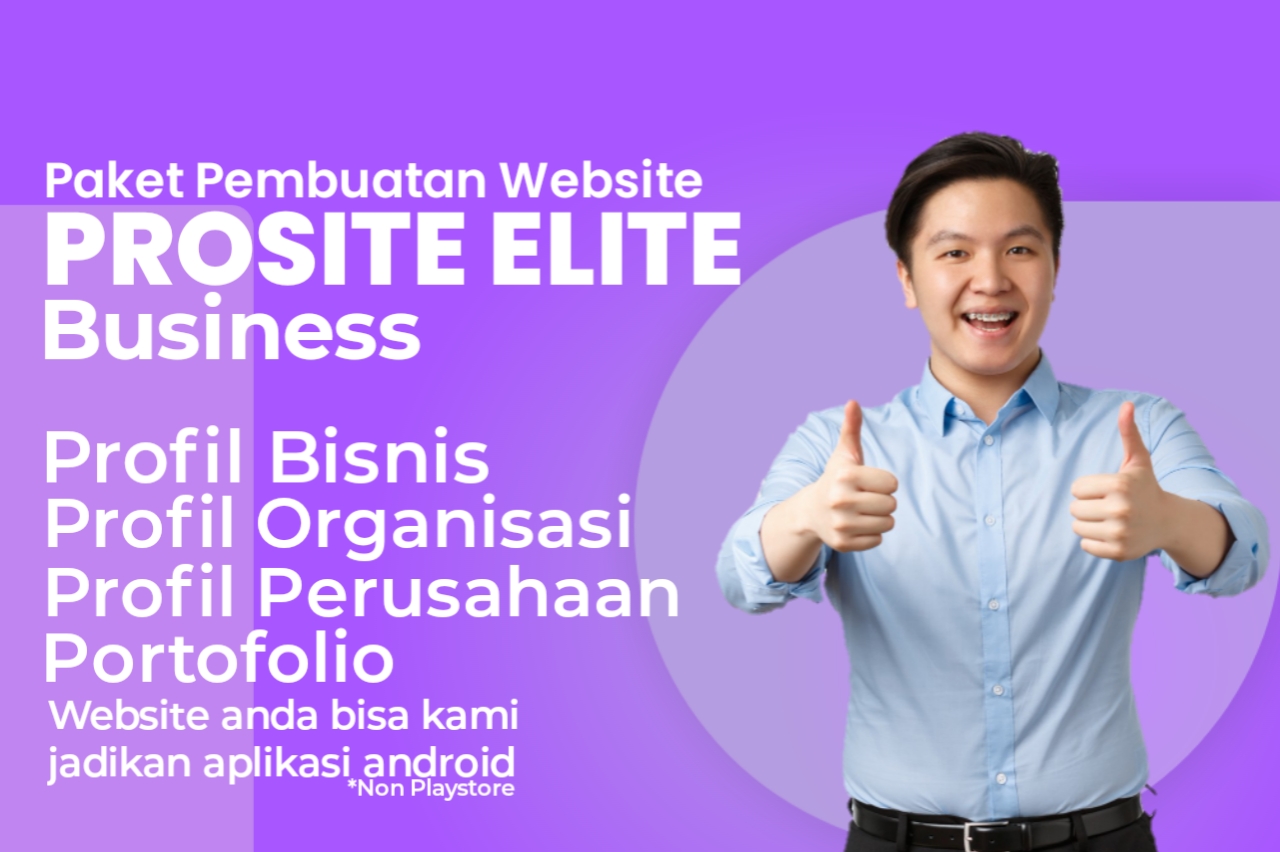 Paket Pembuatan Website
PROSITE ELITE
Business
Profil Bisnis
Profil Organisasi
Profil Perusahaan
Portofolio
Website anda bisa kami
jadikan aplikasi android
*Non Playstore